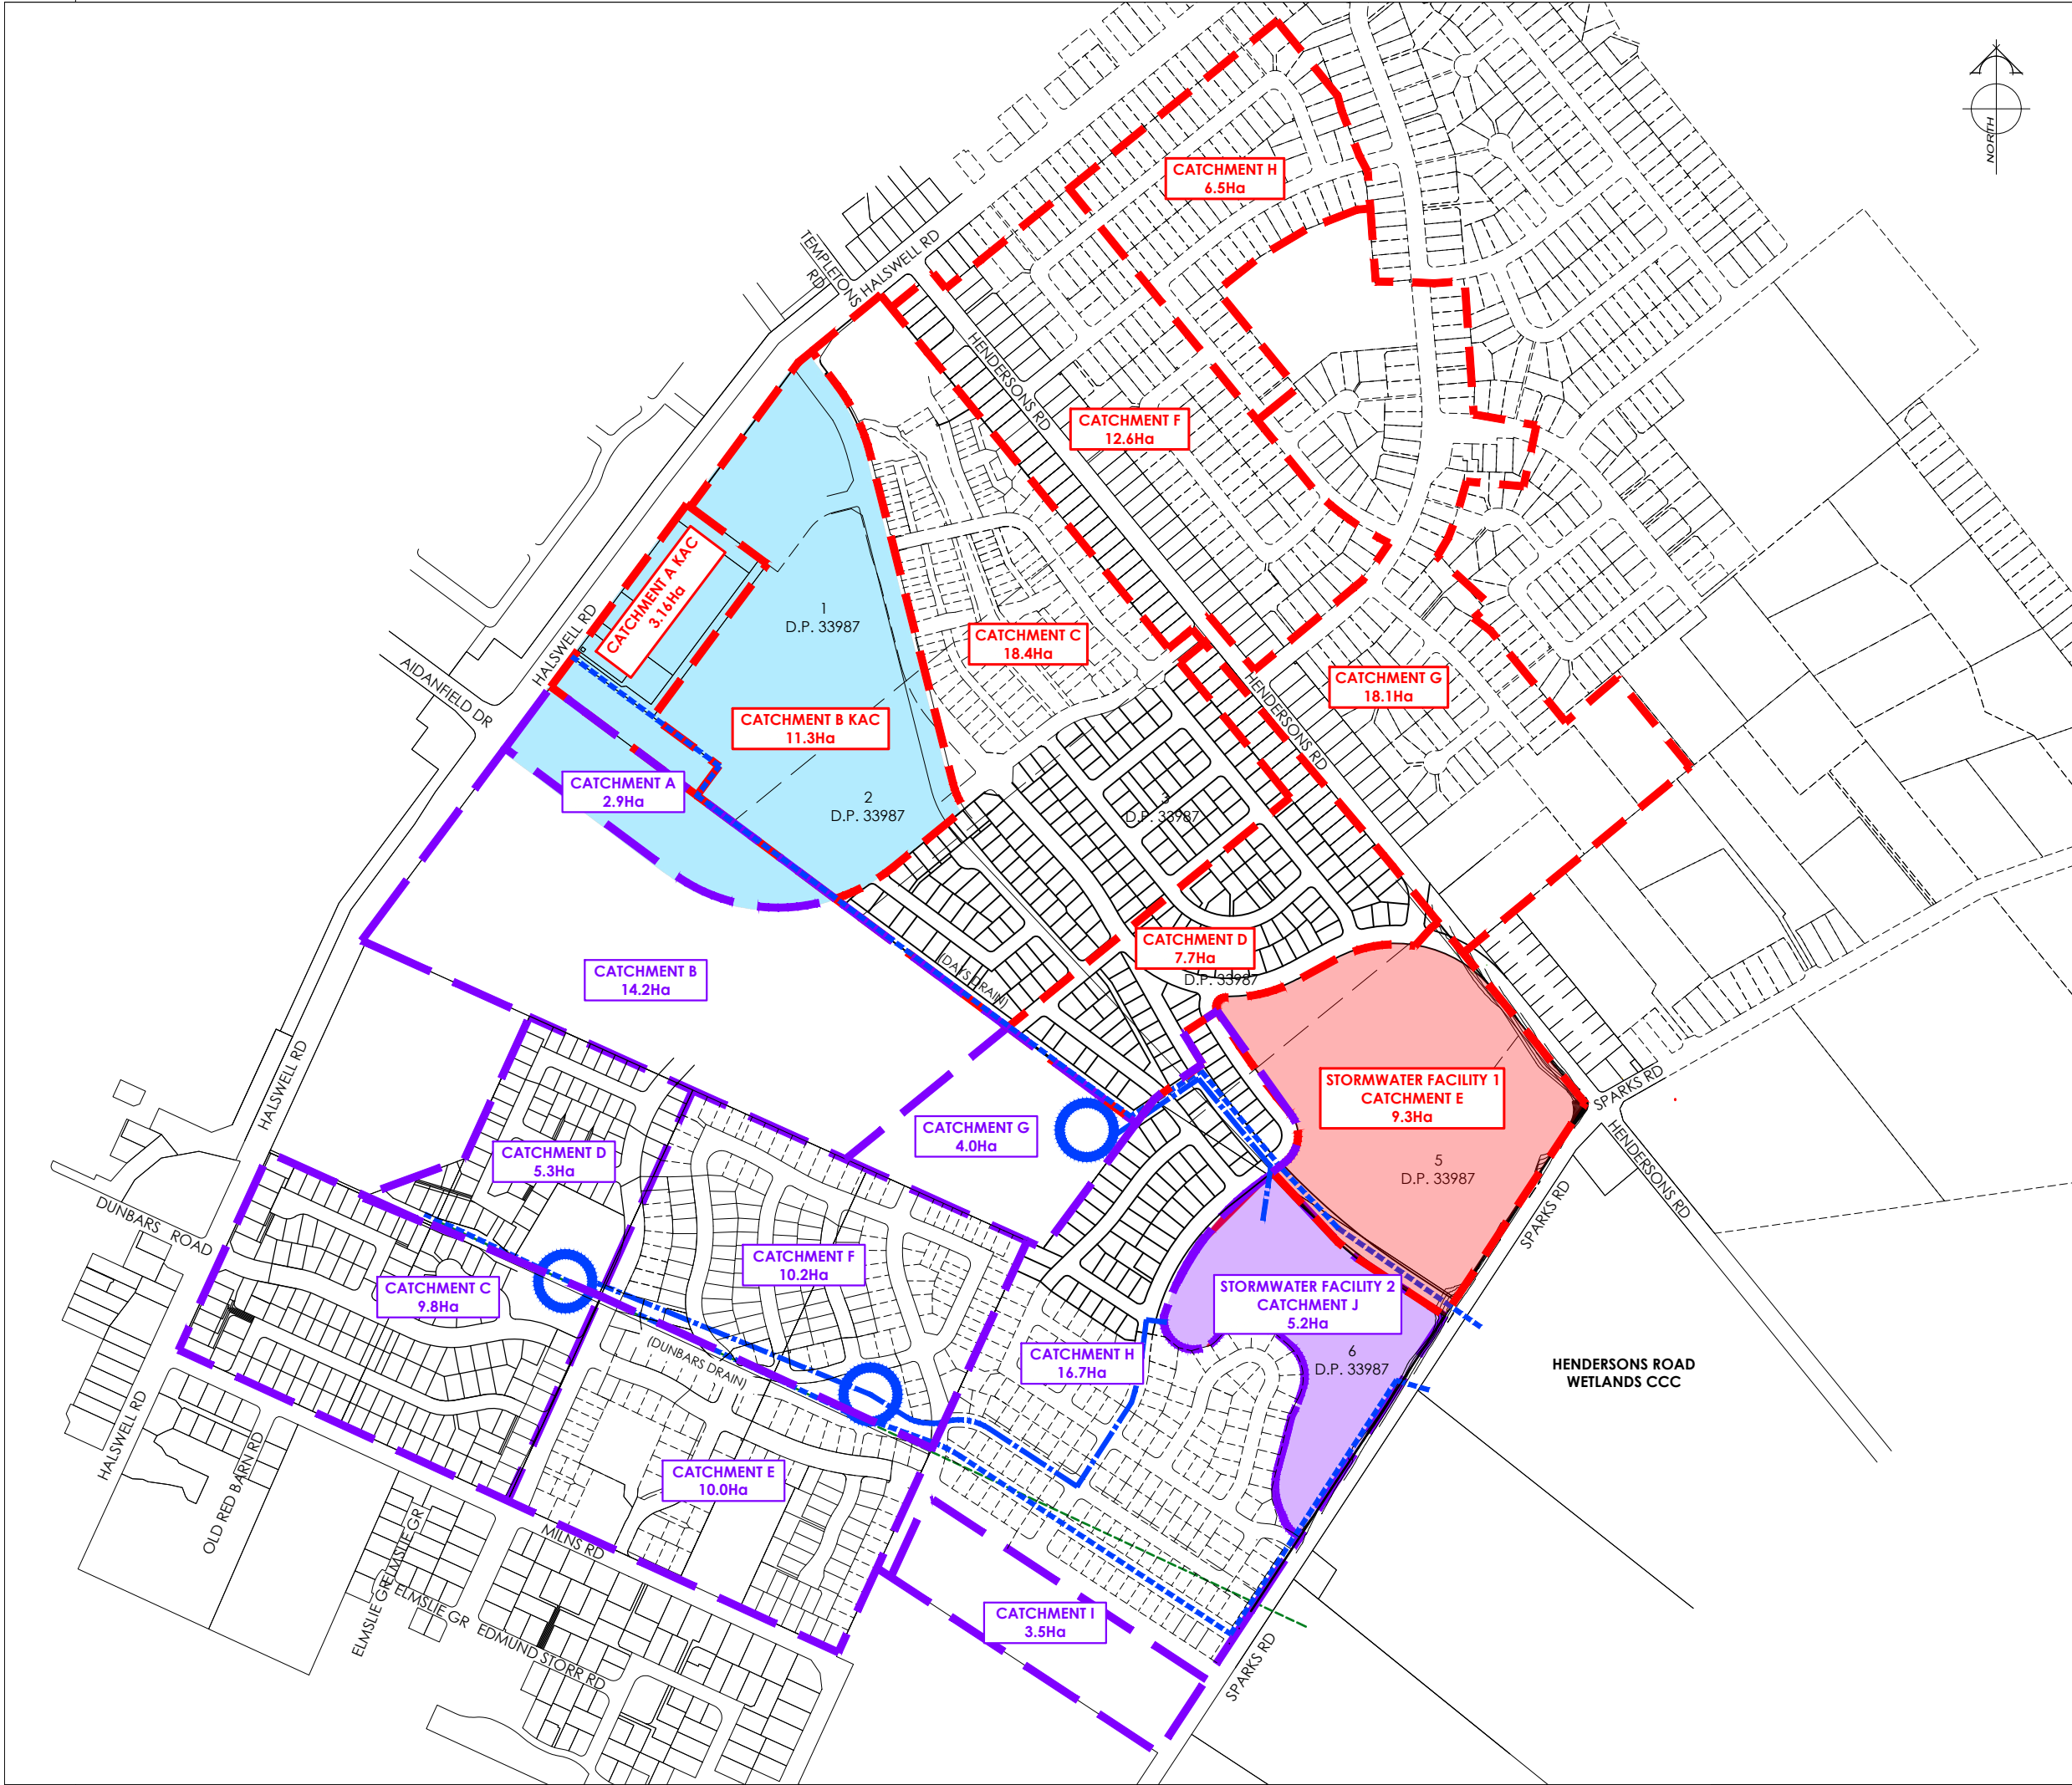 NORTH
CATCHMENT H
6.5Ha
TEMPLETONS
RD
HALSWELL RD
HENDERSONS RD
CATCHMENT F
12.6Ha
CATCHMENT A KAC
3.16Ha
1
D.P. 33987
HALSWELL RD
AIDANFIELD DR
CATCHMENT C
18.4Ha
CATCHMENT G
18.1Ha
HENDERSONS RD
CATCHMENT B KAC
11.3Ha
CATCHMENT A
2.9Ha
2
D.P. 33987
3
D.P. 33987
CATCHMENT B
14.2Ha
(DAYS DRAIN)
CATCHMENT D
7.7Ha
D.P. 33987
HALSWELL RD
STORMWATER FACILITY 1
CATCHMENT E
9.3Ha
SPARKS RD
HENDERSONS RD
CATCHMENT G
4.0Ha
CATCHMENT D
5.3Ha
5
D.P. 33987
SPARKS RD
DUNBARS ROAD
CATCHMENT F
10.2Ha
CATCHMENT C
9.8Ha
STORMWATER FACILITY 2
CATCHMENT J
5.2Ha
(DUNBARS DRAIN)
CATCHMENT H
16.7Ha
6
D.P. 33987
HENDERSONS ROAD
WETLANDS CCC
HALSWELL RD
OLD RED BARN RD
CATCHMENT E
10.0Ha
MILNS RD
ELMSLIE GR
ELMSLIE GR
ELMSLIE GR
EDMUND STORR RD
CATCHMENT I
3.5Ha
SPARKS RD